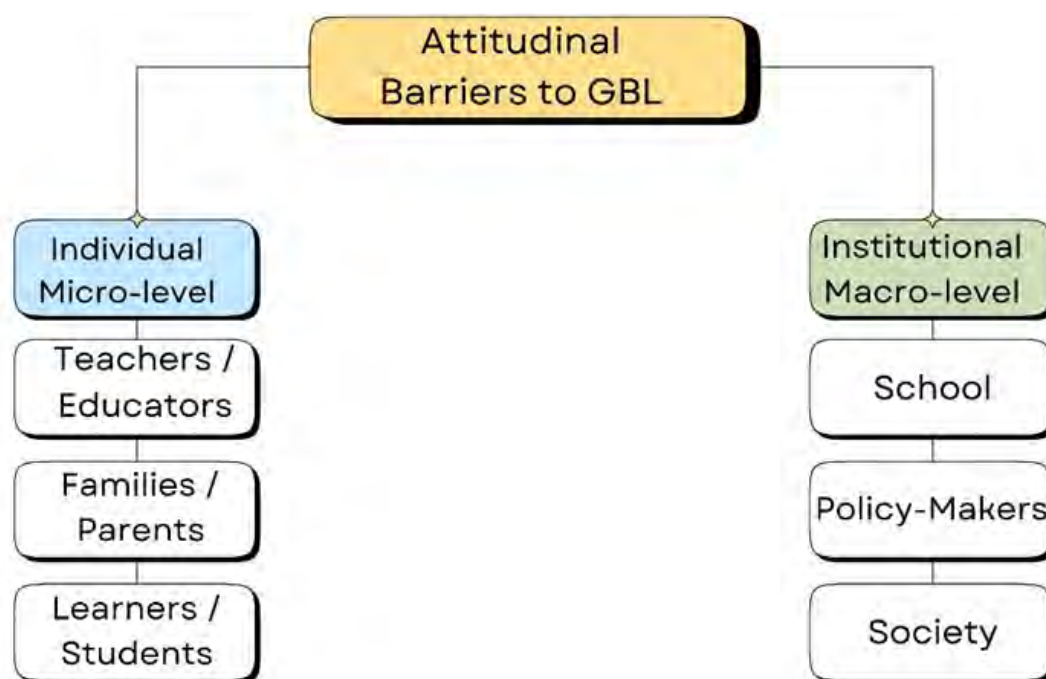 Attitudinal
Barriers to GBL
Individual
Micro-level
Teachers /
Educators
Families /
Parents
Learners /
Students
Institutional
Macro-level
School
Policy-Makers
Society